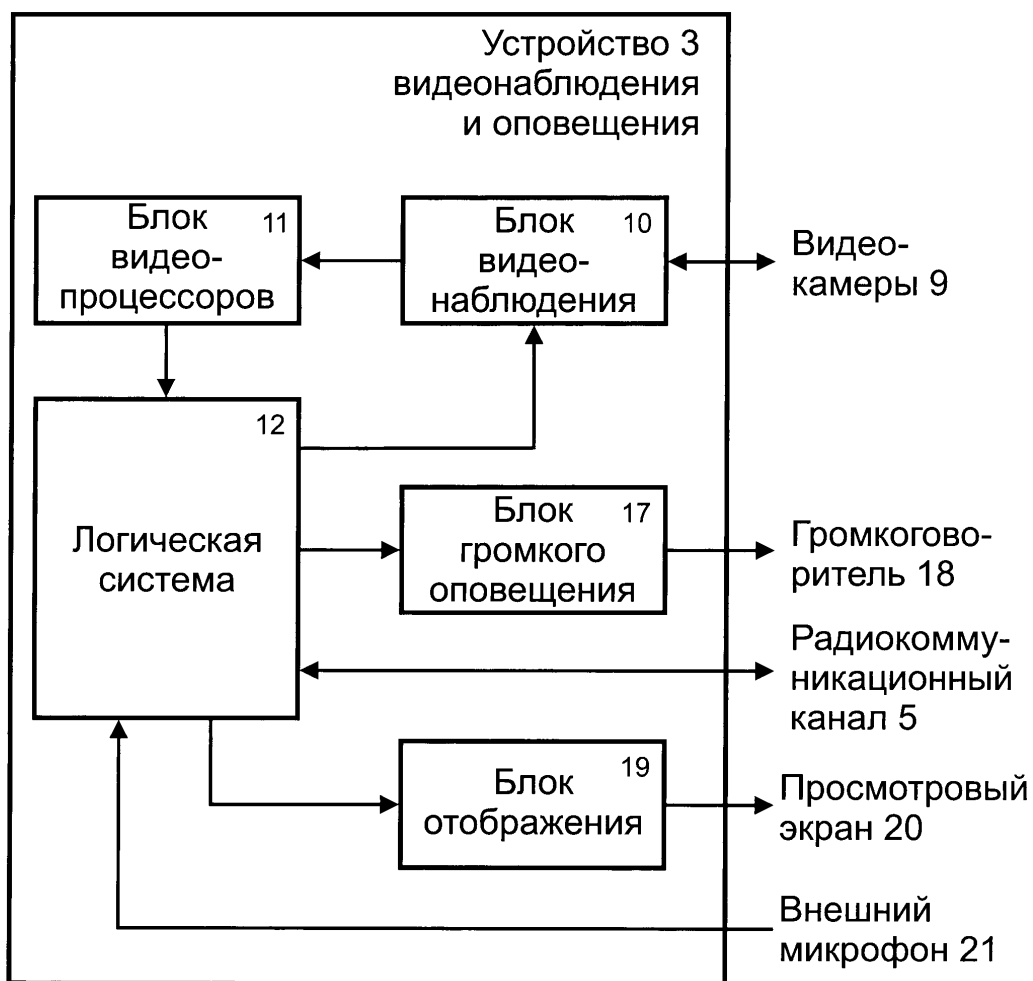 Устройство 3
видеонаблюдения
и оповещения
Блок 11
видео-
процессоров
Блок 10
видео-
наблюдения
Видео-
камеры 9
12
Логическая
система
Блок 17
громкого
оповещения
Громкогово-
ритель 18
Радиокомму-
никационный
канал 5
Блок 19
отображения
Просмотровый
экран 20
Внешний
микрофон 21